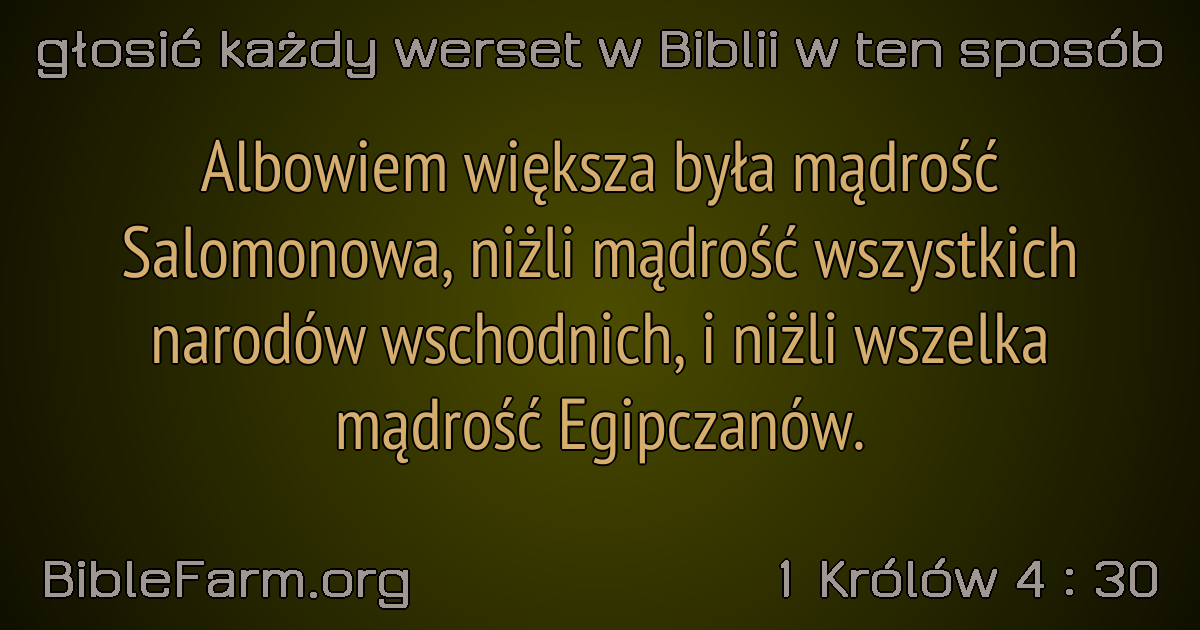 głosić każdy werset w Biblii w ten sposób
Albowiem większa była mądrość
Salomonowa, niżli mądrość wszystkich
narodów wschodnich, i niżli wszelka
mądrość Egipczanów.
BibleFarm.org
1 Królów 4 : 30